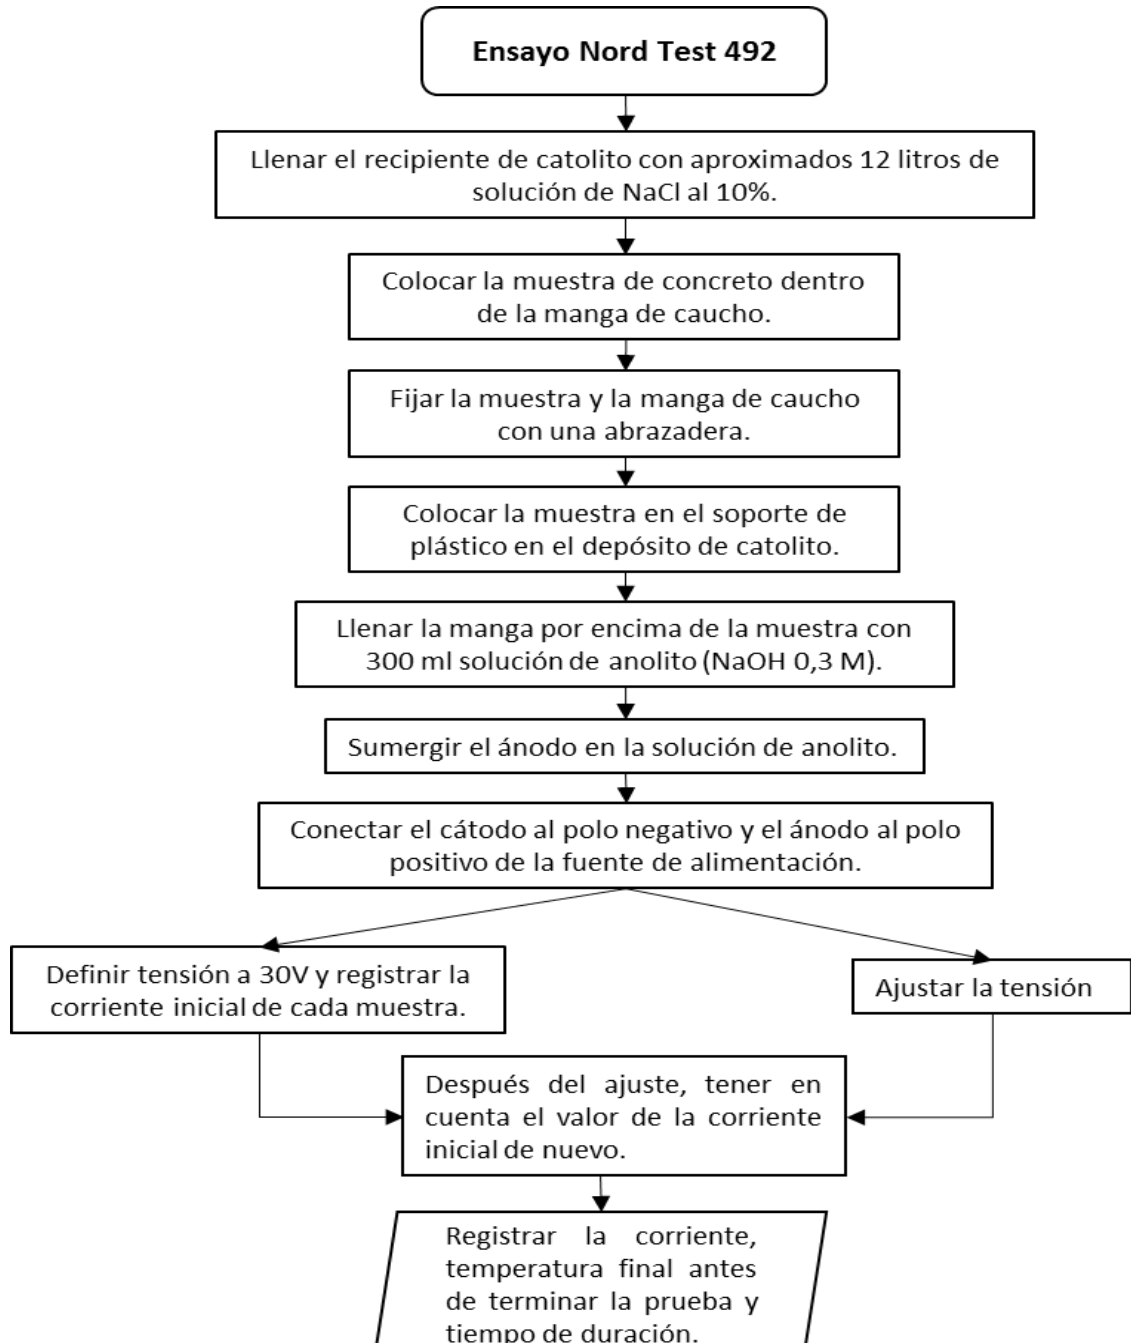 Ensayo Nord Test 492
Llenar el recipiente de catolito con aproximados 12 litros de
solución de NaCl al 10%.
Colocar la muestra de concreto dentro
de la manga de caucho.
Fijar la muestra y la manga de caucho
con una abrazadera.
Colocar la muestra en el soporte de
plástico en el depósito de catolito.
Llenar la manga por encima de la muestra con
300 ml solución de anolito (NaOH 0,3 M).
Sumergir el ánodo en la solución de anolito.
Conectar el cátodo al polo negativo y el ánodo al polo
positivo de la fuente de alimentación.
Definir tensión a 30V y registrar la
corriente inicial de cada muestra.
Ajustar la tensión
Después del ajuste, tener en
cuenta el valor de la corriente
inicial de nuevo.
Registrar la corriente,
temperatura final antes
de terminar la prueba y
tiempo de duración.